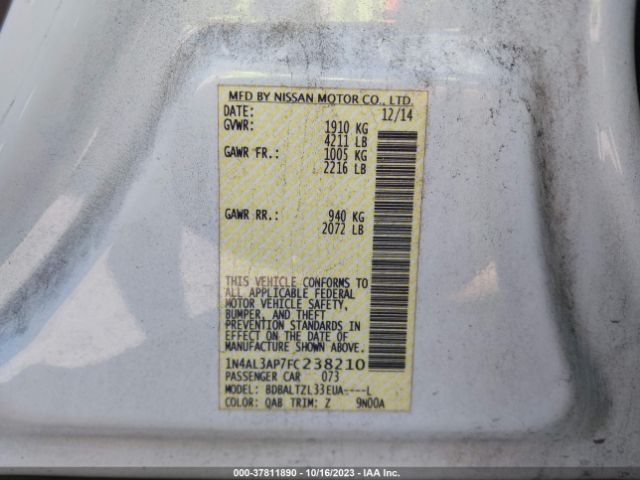 MFD BY NISSAN MOTOR CO., LTD.
DATE: 12/14
GVWR: 1910 KG
4211 LB
GAWR FR.: 1005 KG
2216 LB
GAWR RR.: 940 KG
2072 LB
THIS VEHICLE CONFORMS TO
ALL APPLICABLE FEDERAL
MOTOR VEHICLE SAFETY,
BUMPER, AND THEFT
PREVENTION STANDARDS IN
EFFECT ON THE DATE OF
MANUFACTURE SHOWN ABOVE.
1N4AL3AP7FC238210
PASSENGER CAR 073
MODEL: BDBALTZL33EUA----L
COLOR: QAB TRIM: Z 9N00A
000-37811890 | 10/16/2023 | IAA Inc.